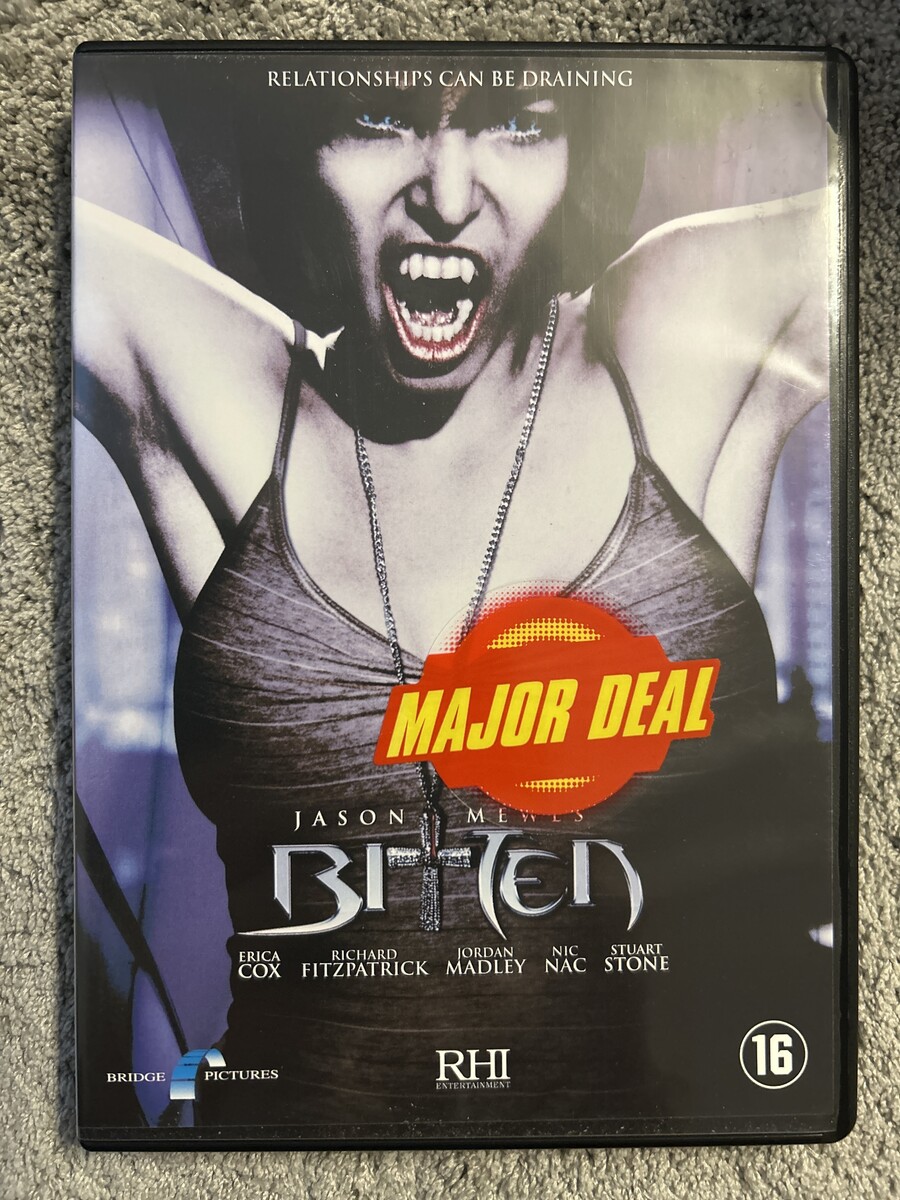 RELATIONSHIPS CAN BE DRAINING
MAJOR DEAL
JASON MEWES
BITTEN
ERICA COX RICHARD FITZPATRICK JORDAN MADLEY NIC NAC STUART STONE
BRIDGE PICTURES
RHI
ENTERTAINMENT
16